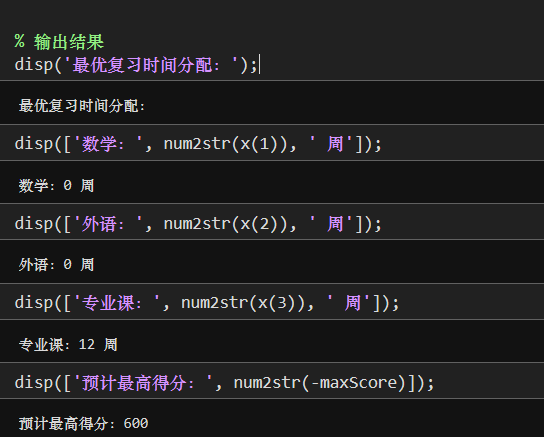 % 输出结果
disp('最优复习时间分配: ');
最优复习时间分配:
disp(['数学: ', num2str(x(1)), ' 周']);
数学: 0 周
disp(['外语: ', num2str(x(2)), ' 周']);
外语: 0 周
disp(['专业课: ', num2str(x(3)), ' 周']);
专业课: 12 周
disp(['预计最高得分: ', num2str(-maxScore)]);
预计最高得分: 600